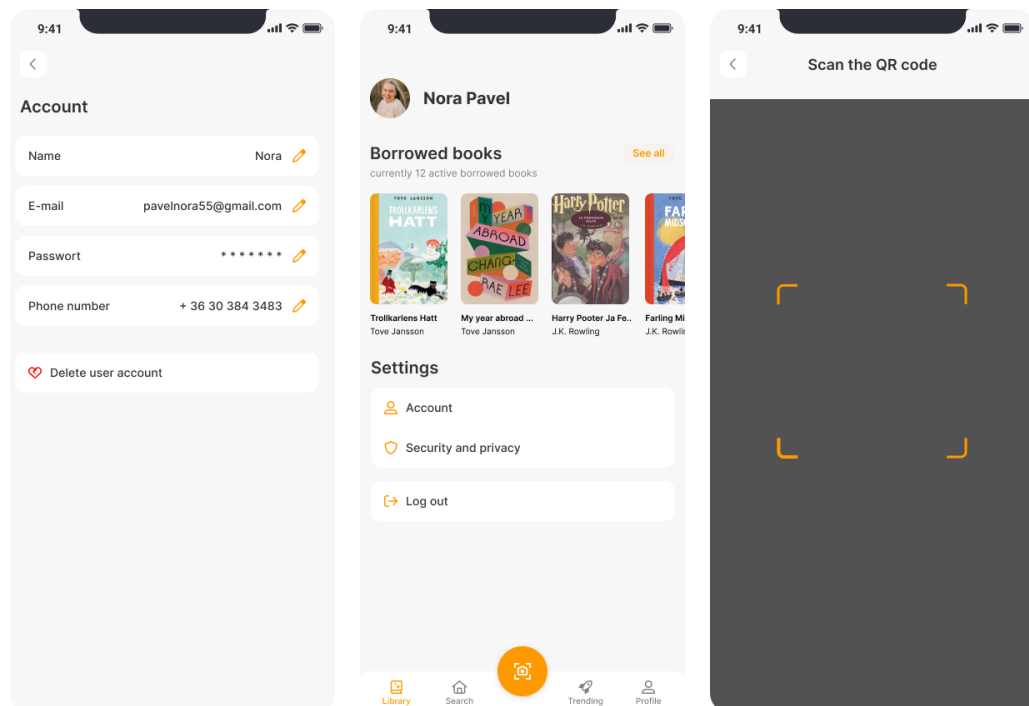 9:41
Account
Name Nora
E-mail pavelnora55@gmail.com
Passwort * * * * * * *
Phone number + 36 30 384 3483
Delete user account
9:41
Nora Pavel
Borrowed books See all
currently 12 active borrowed books
TOVE JANSSON
TROLLKARLENS
HATT
MY YEAR
ABROAD
CHANG-
RAE LEE
Harry Potter
TOVE
FAR
MIDSO
Trollkarlens Hatt
Tove Jansson
My year abroad ...
Tove Jansson
Harry Pooter Ja Fe..
J.K. Rowling
Farling Mi
J.K. Rowlin
Settings
Account
Security and privacy
Log out
Library
Search
Trending
Profile
9:41
Scan the QR code